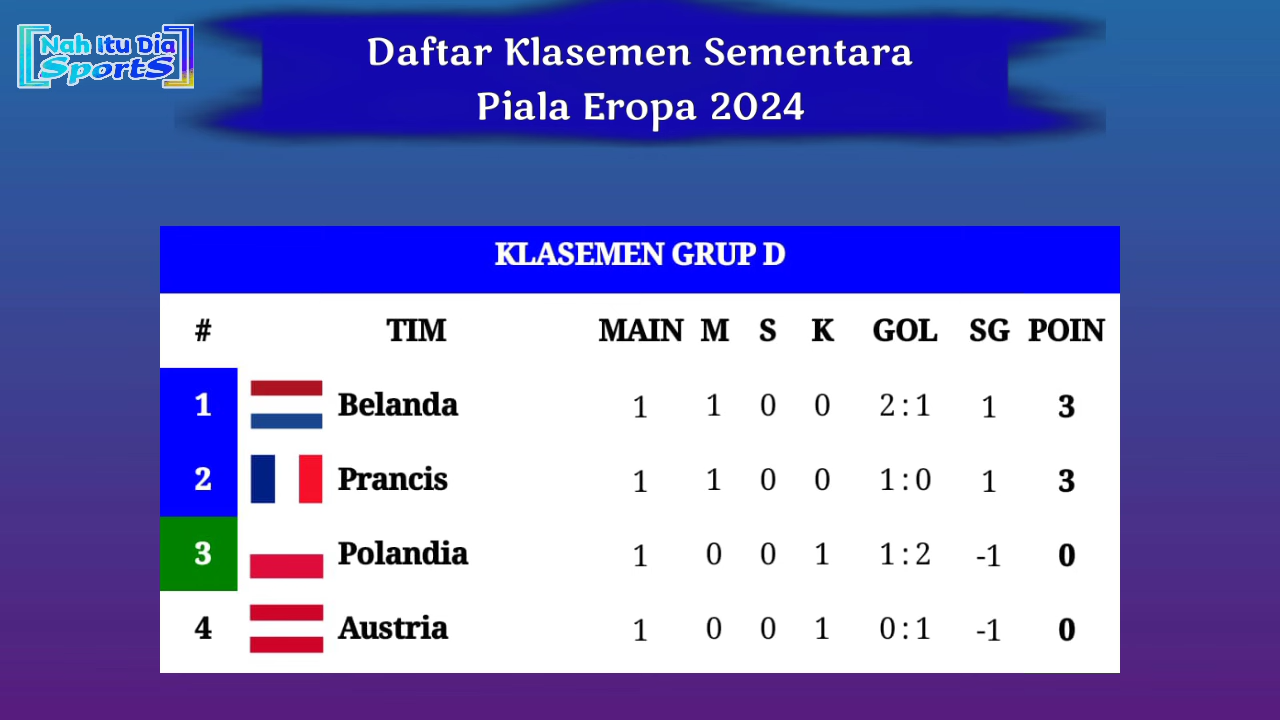 Nah Itu Dia
Sports
Daftar Klasemen Sementara
Piala Eropa 2024
KLASEMEN GRUP D
# TIM MAIN M S K GOL SG POIN
1 Belanda 1 1 0 0 2:1 1 3
2 Prancis 1 1 0 0 1:0 1 3
3 Polandia 1 0 0 1 1:2 -1 0
4 Austria 1 0 0 1 0:1 -1 0